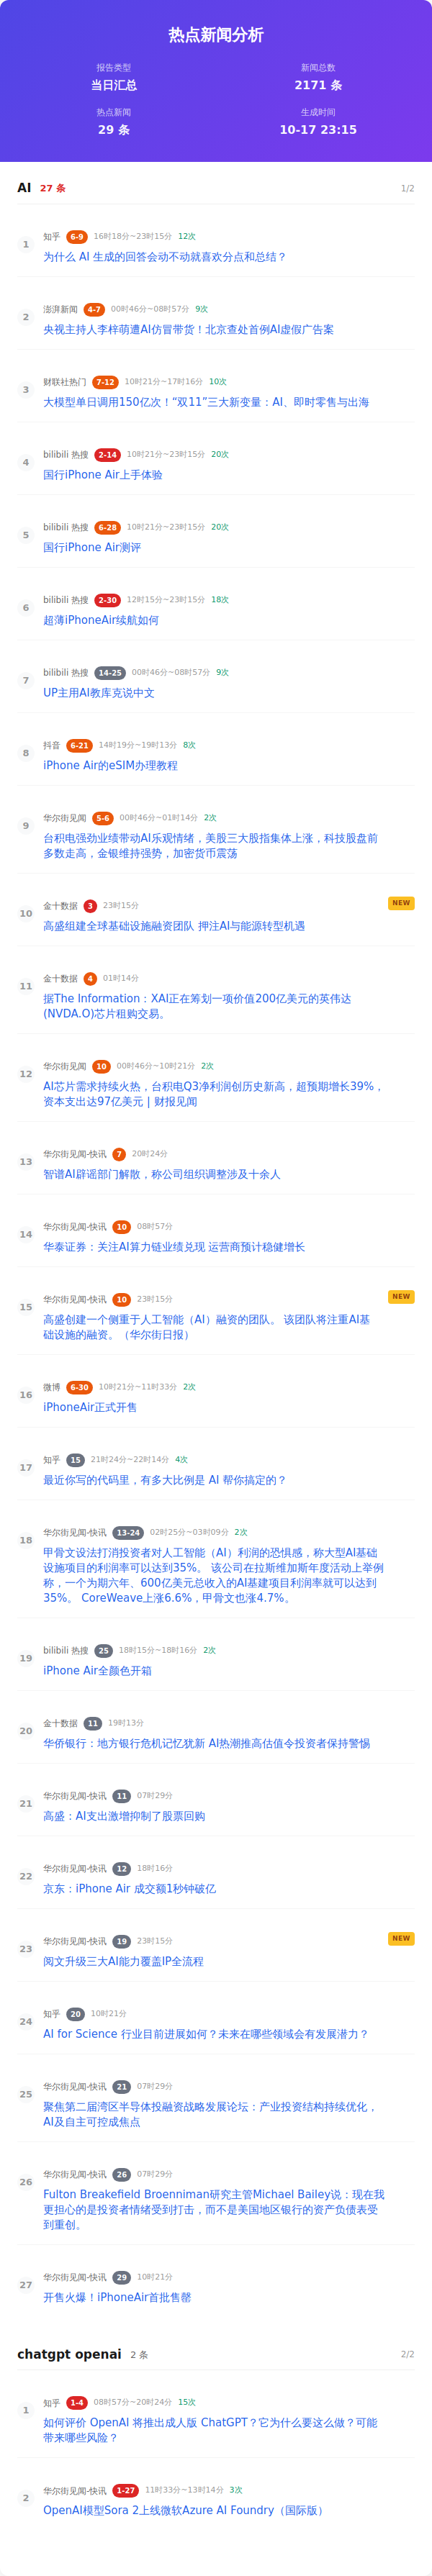 热点新闻分析
报告类型
新闻总数
当日汇总
2171 条
热点新闻
生成时间
29 条
10-17 23:15
AI 27 条 1/2
1
知乎 6-9 16时18分~23时15分 12次
为什么 AI 生成的回答会动不动就喜欢分点和总结？
2
澎湃新闻 4-7 00时46分~08时57分 9次
央视主持人李梓萌遭AI仿冒带货！北京查处首例AI虚假广告案
3
财联社热门 7-12 10时21分~17时16分 10次
大模型单日调用150亿次！“双11”三大新变量：AI、即时零售与出海
4
bilibili 热搜 2-14 10时21分~23时15分 20次
国行iPhone Air上手体验
5
bilibili 热搜 6-28 10时21分~23时15分 20次
国行iPhone Air测评
6
bilibili 热搜 2-30 12时15分~23时15分 18次
超薄iPhoneAir续航如何
7
bilibili 热搜 14-25 00时46分~08时57分 9次
UP主用AI教库克说中文
8
抖音 6-21 14时19分~19时13分 8次
iPhone Air的eSIM办理教程
9
华尔街见闻 5-6 00时46分~01时14分 2次
台积电强劲业绩带动AI乐观情绪，美股三大股指集体上涨，科技股盘前
多数走高，金银维持强势，加密货币震荡
10
金十数据 3 23时15分
NEW
高盛组建全球基础设施融资团队 押注AI与能源转型机遇
11
金十数据 4 01时14分
据The Information：XAI正在筹划一项价值200亿美元的英伟达
(NVDA.O)芯片租购交易。
12
华尔街见闻 10 00时46分~10时21分 2次
AI芯片需求持续火热，台积电Q3净利润创历史新高，超预期增长39%，
资本支出达97亿美元 | 财报见闻
13
华尔街见闻-快讯 7 20时24分
智谱AI辟谣部门解散，称公司组织调整涉及十余人
14
华尔街见闻-快讯 10 08时57分
华泰证券：关注AI算力链业绩兑现 运营商预计稳健增长
15
华尔街见闻-快讯 10 23时15分
NEW
高盛创建一个侧重于人工智能（AI）融资的团队。 该团队将注重AI基
础设施的融资。（华尔街日报）
16
微博 6-30 10时21分~11时33分 2次
iPhoneAir正式开售
17
知乎 15 21时24分~22时14分 4次
最近你写的代码里，有多大比例是 AI 帮你搞定的？
18
华尔街见闻-快讯 13-24 02时25分~03时09分 2次
甲骨文设法打消投资者对人工智能（AI）利润的恐惧感，称大型AI基础
设施项目的利润率可以达到35%。 该公司在拉斯维加斯年度活动上举例
称，一个为期六年、600亿美元总收入的AI基建项目利润率就可以达到
35%。 CoreWeave上涨6.6%，甲骨文也涨4.7%。
19
bilibili 热搜 25 18时15分~18时16分 2次
iPhone Air全颜色开箱
20
金十数据 11 19时13分
华侨银行：地方银行危机记忆犹新 AI热潮推高估值令投资者保持警惕
21
华尔街见闻-快讯 11 07时29分
高盛：AI支出激增抑制了股票回购
22
华尔街见闻-快讯 12 18时16分
京东：iPhone Air 成交额1秒钟破亿
23
华尔街见闻-快讯 19 23时15分
NEW
阅文升级三大AI能力覆盖IP全流程
24
知乎 20 10时21分
AI for Science 行业目前进展如何？未来在哪些领域会有发展潜力？
25
华尔街见闻-快讯 21 07时29分
聚焦第二届湾区半导体投融资战略发展论坛：产业投资结构持续优化，
AI及自主可控成焦点
26
华尔街见闻-快讯 26 07时29分
Fulton Breakefield Broenniman研究主管Michael Bailey说：现在我
更担心的是投资者情绪受到打击，而不是美国地区银行的资产负债表受
到重创。
27
华尔街见闻-快讯 29 10时21分
开售火爆！iPhoneAir首批售罄
chatgpt openai 2 条 2/2
1
知乎 1-4 08时57分~20时24分 15次
如何评价 OpenAI 将推出成人版 ChatGPT？它为什么要这么做？可能
带来哪些风险？
2
华尔街见闻-快讯 1-27 11时33分~13时14分 3次
OpenAI模型Sora 2上线微软Azure AI Foundry（国际版）